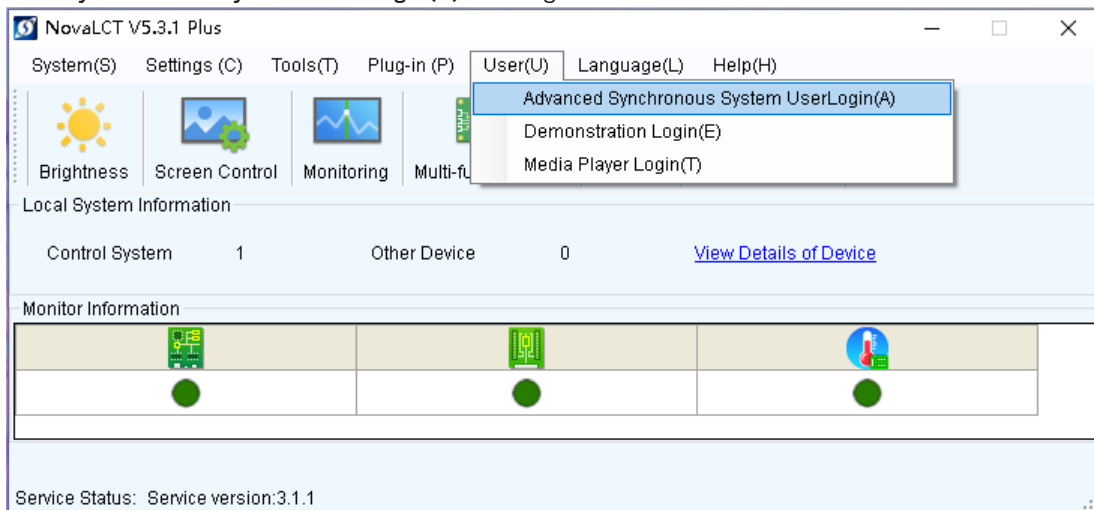 NovaLCT V5.3.1 Plus
System(S) Settings (C) Tools(T) Plug-in (P) User(U) Language(L) Help(H)
Advanced Synchronous System UserLogin(A)
Demonstration Login(E)
Media Player Login(T)
Brightness Screen Control Monitoring Multi-fu
Local System Information
Control System 1 Other Device 0 View Details of Device
Monitor Information
Service Status: Service version:3.1.1